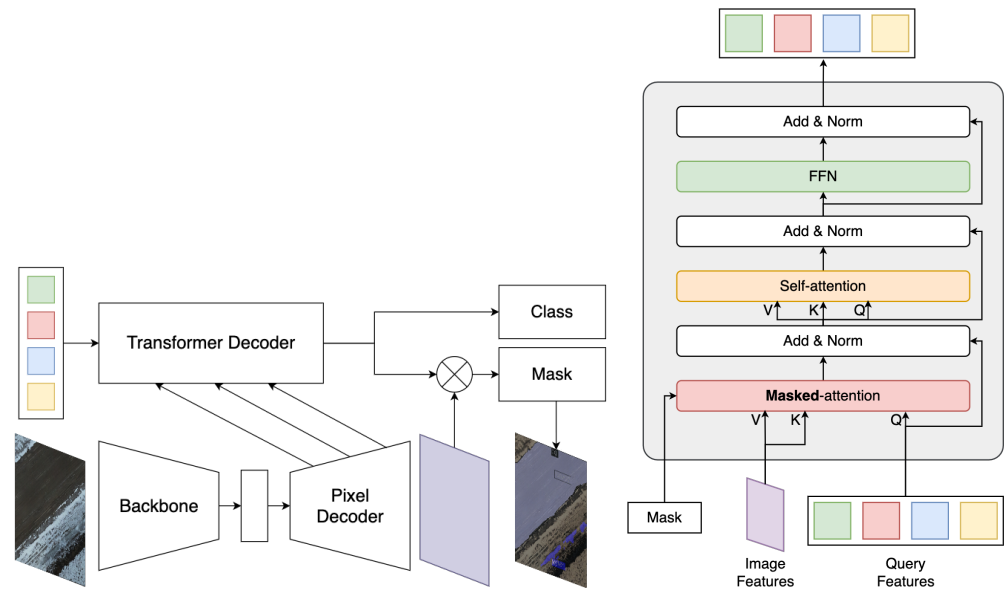 Transformer Decoder
Class
Mask
Backbone
Pixel
Decoder
Add & Norm
FFN
Add & Norm
Self-attention
V
K
Q
Add & Norm
Masked-attention
V
K
Q
Mask
Image
Features
Query
Features